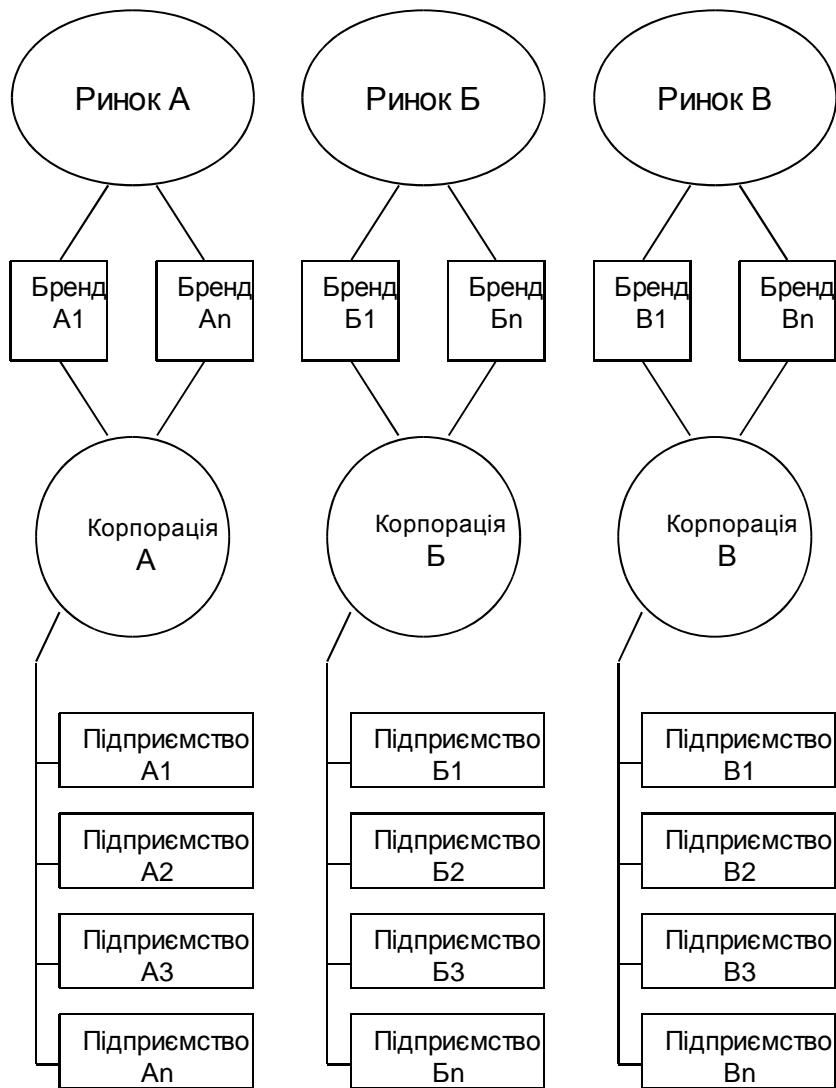 Ринок А
Ринок Б
Ринок В
Бренд
А1
Бренд
Аn
Бренд
Б1
Бренд
Бn
Бренд
В1
Бренд
Вn
Корпорація
А
Корпорація
Б
Корпорація
В
Підприємство
А1
Підприємство
Б1
Підприємство
В1
Підприємство
А2
Підприємство
Б2
Підприємство
В2
Підприємство
А3
Підприємство
Б3
Підприємство
В3
Підприємство
Аn
Підприємство
Бn
Підприємство
Вn